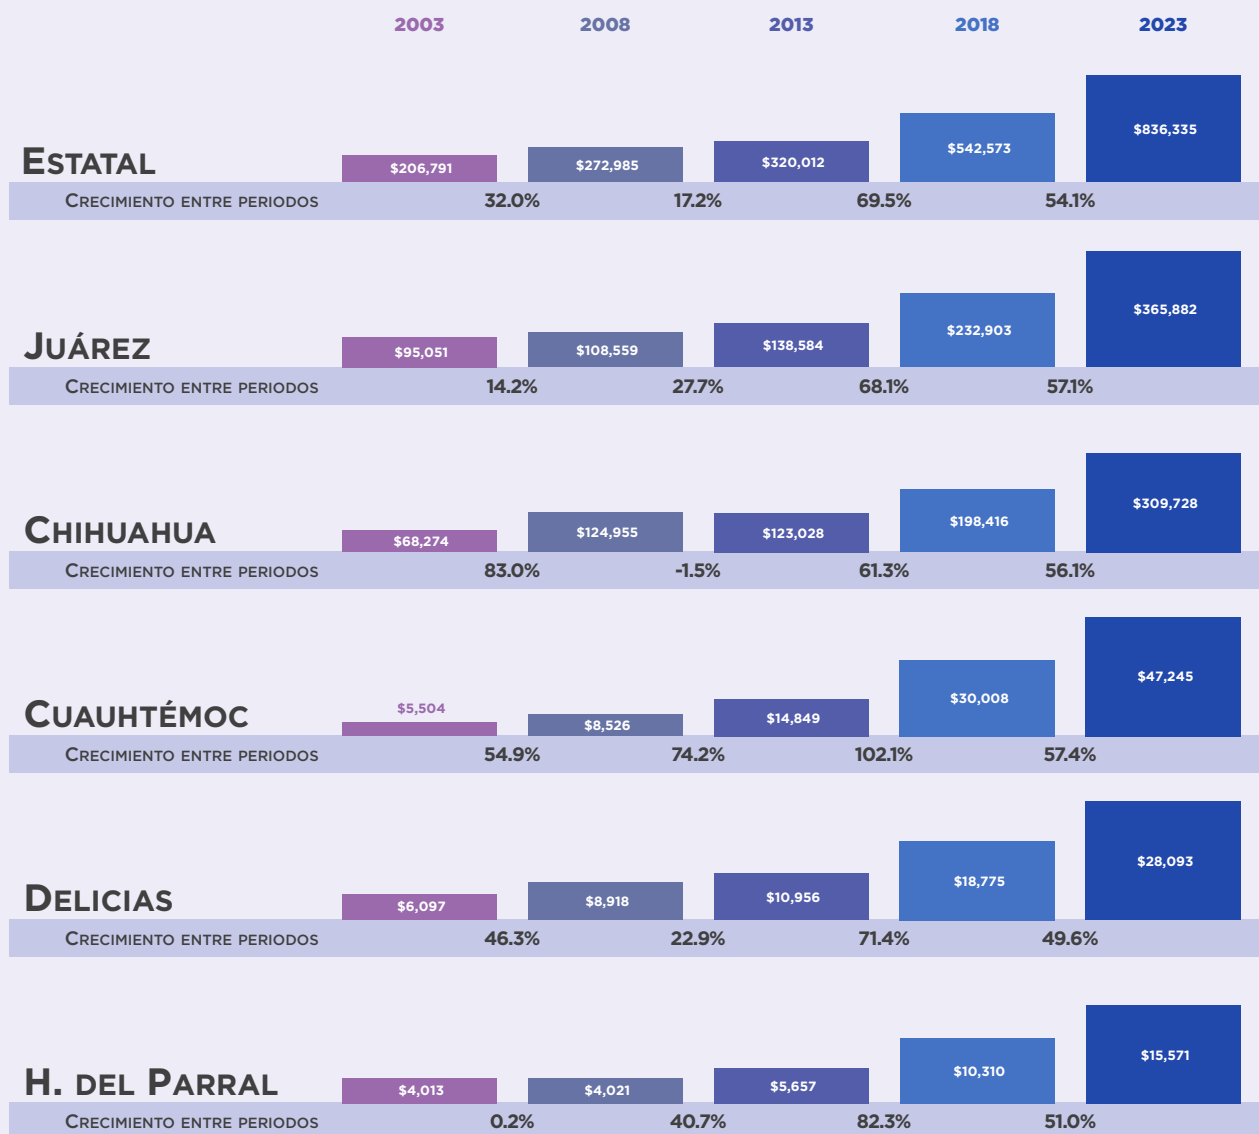 2003 2008 2013 2018 2023
ESTATAL $206,791 $272,985 $320,012 $542,573 $836,335
CRECIMIENTO ENTRE PERIODOS 32.0% 17.2% 69.5% 54.1%
JUÁREZ $95,051 $108,559 $138,584 $232,903 $365,882
CRECIMIENTO ENTRE PERIODOS 14.2% 27.7% 68.1% 57.1%
CHIHUAHUA $68,274 $124,955 $123,028 $198,416 $309,728
CRECIMIENTO ENTRE PERIODOS 83.0% -1.5% 61.3% 56.1%
CUAUHTÉMOC $5,504 $8,526 $14,849 $30,008 $47,245
CRECIMIENTO ENTRE PERIODOS 54.9% 74.2% 102.1% 57.4%
DELICIAS $6,097 $8,918 $10,956 $18,775 $28,093
CRECIMIENTO ENTRE PERIODOS 46.3% 22.9% 71.4% 49.6%
H. DEL PARRAL $4,013 $4,021 $5,657 $10,310 $15,571
CRECIMIENTO ENTRE PERIODOS 0.2% 40.7% 82.3% 51.0%